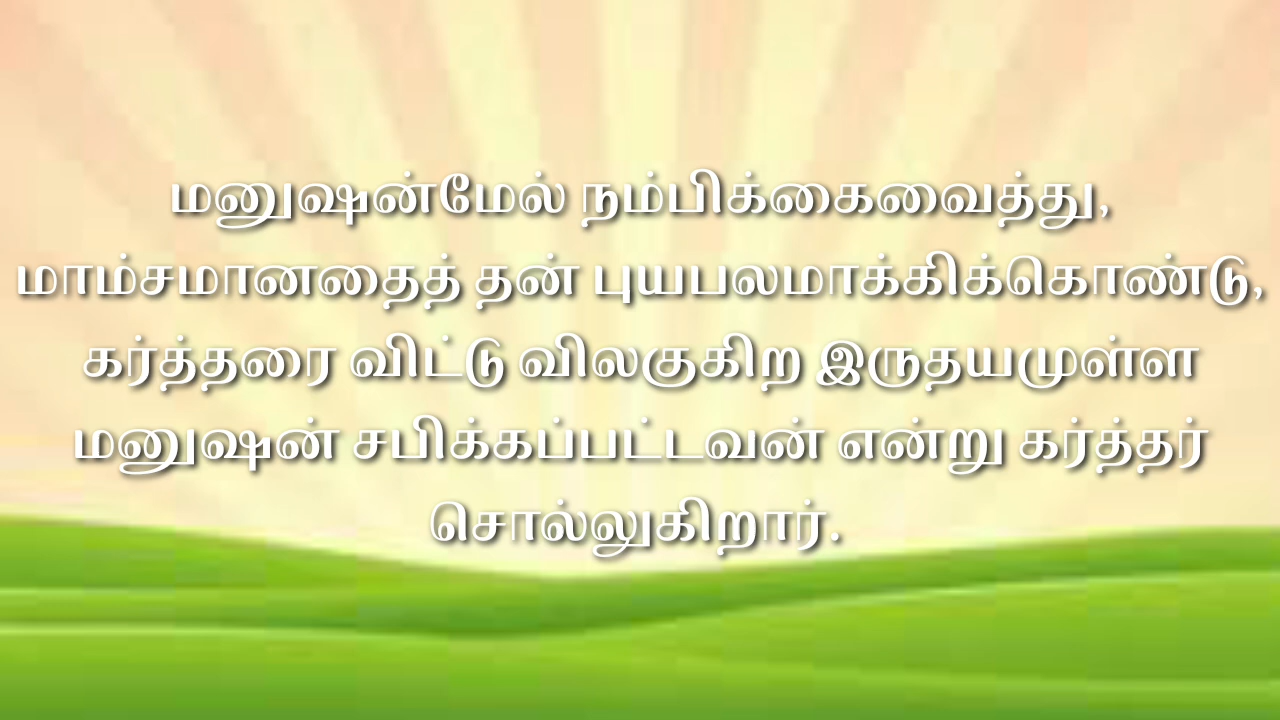 மனுஷன்மேல் நம்பிக்கைவைத்து,
மாம்சமானதைத் தன் புயபலமாக்கிக்கொண்டு,
கர்த்தரை விட்டு விலகுகிற இருதயமுள்ள
மனுஷன் சபிக்கப்பட்டவன் என்று கர்த்தர்
சொல்லுகிறார்.